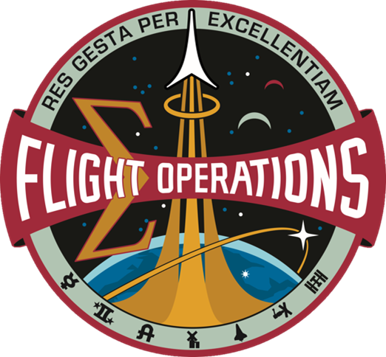 RES GESTA PER EXCELLENTIAM
Σ
FLIGHT OPERATIONS